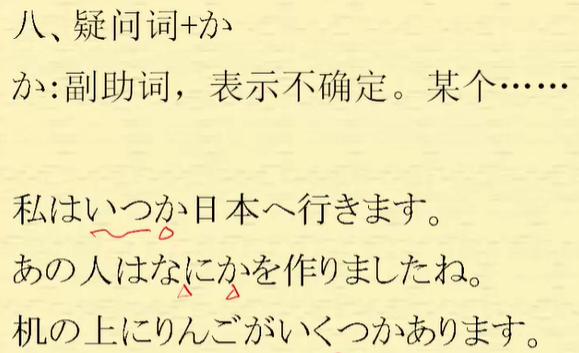 八、疑问词+か
か:副助词，表示不确定。某个……
私はいつか日本へ行きます。
あの人はなにかを作りましたね。
机の上にりんごがいくつかあります。